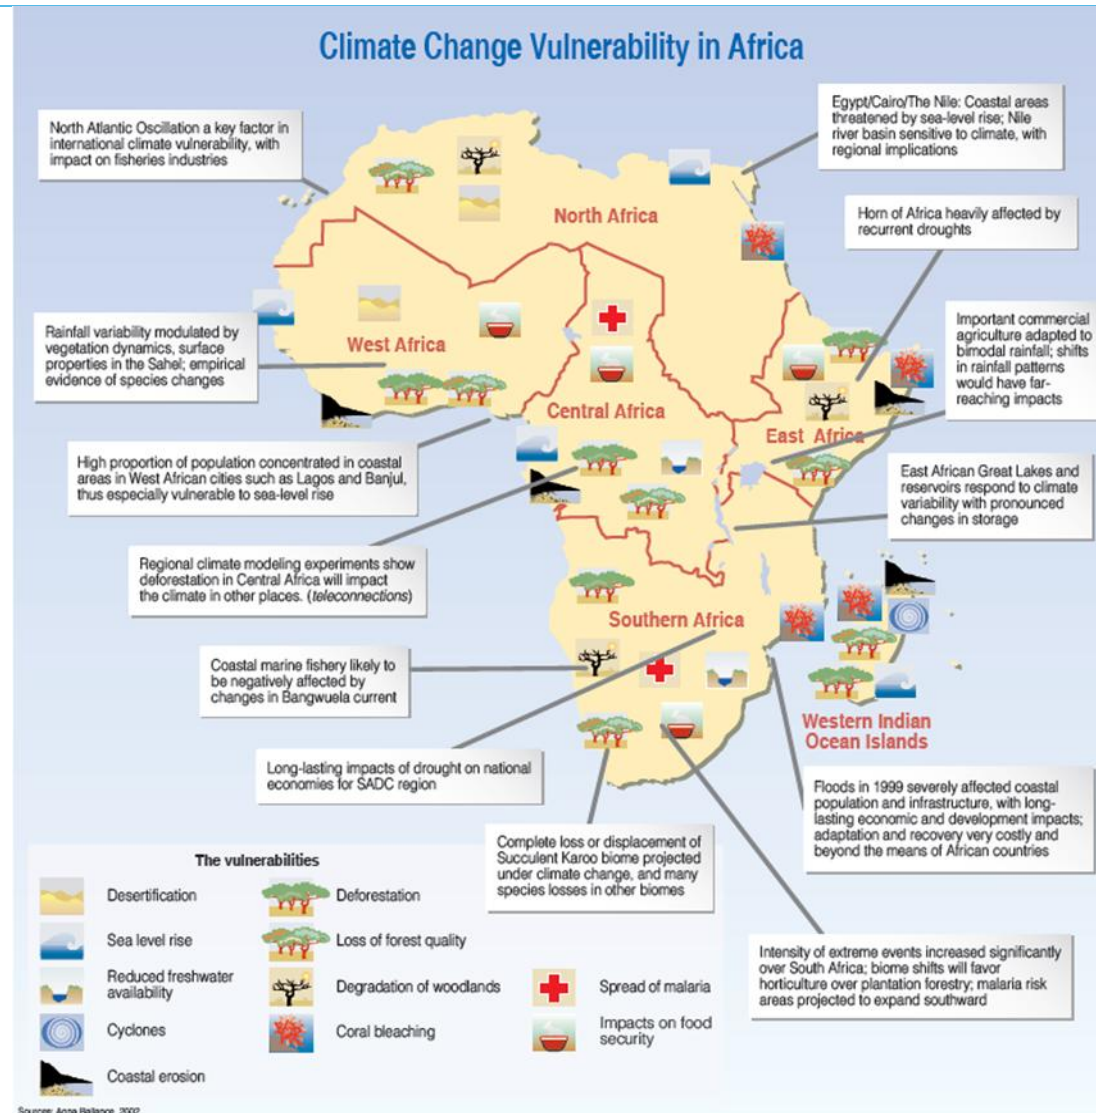 Climate Change Vulnerability in Africa
North Atlantic Oscillation a key factor in
international climate vulnerability, with
impact on fisheries industries
Egypt/Cairo/The Nile: Coastal areas
threatened by sea-level rise; Nile
river basin sensitive to climate, with
regional implications
North Africa
Horn of Africa heavily affected by
recurrent droughts
Rainfall variability modulated by
vegetation dynamics, surface
properties in the Sahel; empirical
evidence of species changes
West Africa
Important commercial
agriculture adapted to
bimodal rainfall; shifts
in rainfall patterns
would have far-
reaching impacts
Central Africa
East Africa
High proportion of population concentrated in coastal
areas in West African cities such as Lagos and Banjul,
thus especially vulnerable to sea-level rise
East African Great Lakes and
reservoirs respond to climate
variability with pronounced
changes in storage
Regional climate modeling experiments show
deforestation in Central Africa will impact
the climate in other places. (teleconnections)
Southern Africa
Coastal marine fishery likely to
be negatively affected by
changes in Bangwuela current
Western Indian
Ocean Islands
Long-lasting impacts of drought on national
economies for SADC region
Floods in 1999 severely affected coastal
population and infrastructure, with long-
lasting economic and development impacts;
adaptation and recovery very costly and
beyond the means of African countries
Complete loss or displacement of
Succulent Karoo biome projected
under climate change, and many
species losses in other biomes
Intensity of extreme events increased significantly
over South Africa; biome shifts will favor
horticulture over plantation forestry; malaria risk
areas projected to expand southward
The vulnerabilities
Desertification
Sea level rise
Reduced freshwater
availability
Cyclones
Coastal erosion
Deforestation
Loss of forest quality
Degradation of woodlands
Coral bleaching
Spread of malaria
Impacts on food
security
Sources: Anna Ballance, 2002